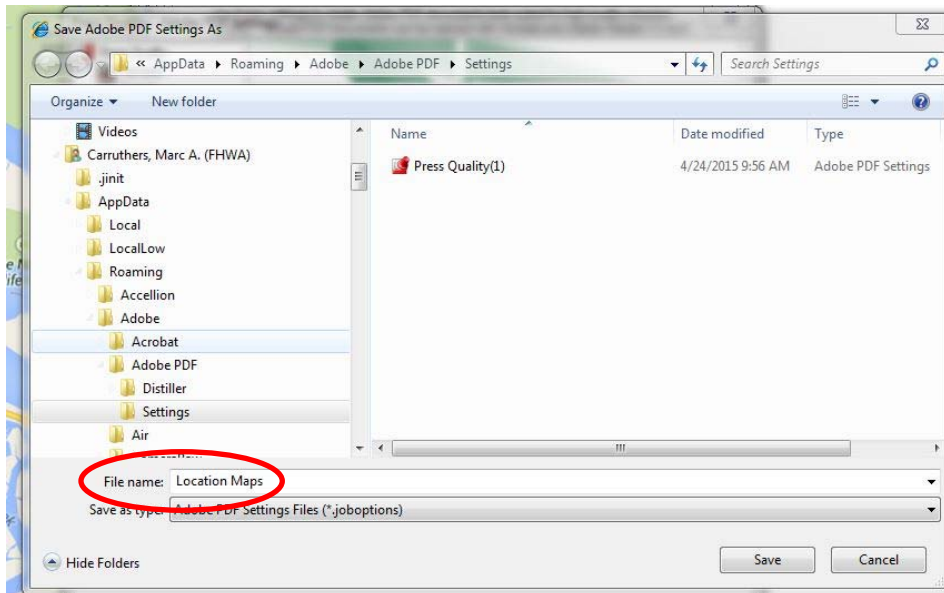 Save Adobe PDF Settings As
« AppData ▸ Roaming ▸ Adobe ▸ Adobe PDF ▸ Settings
Search Settings
Organize
New folder
Videos
Carruthers, Marc A. (FHWA)
.jinit
AppData
Local
LocalLow
Roaming
Accellion
Adobe
Acrobat
Adobe PDF
Distiller
Settings
Air
Name Date modified Type
Press Quality(1) 4/24/2015 9:56 AM Adobe PDF Settings
File name: Location Maps
Save as type: Adobe PDF Settings Files (*.joboptions)
Hide Folders
Save
Cancel